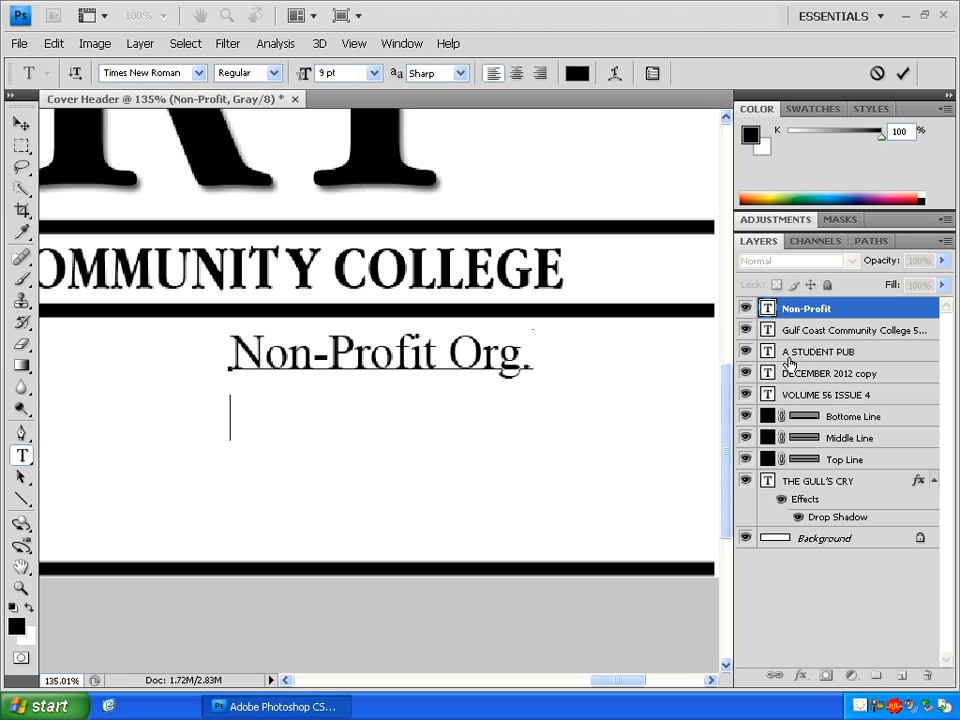 Ps
Br
100%
ESSENTIALS
File Edit Image Layer Select Filter Analysis 3D View Window Help
T Times New Roman Regular 9 pt aa Sharp
Cover Header @ 135% (Non-Profit, Gray/8) *
COLOR SWATCHES STYLES
K 100 %
ADJUSTMENTS MASKS
LAYERS CHANNELS PATHS
Normal Opacity: 100%
Lock: Fill: 100%
OMMUNITY COLLEGE
Non-Profit Org.
Non-Profit
Gulf Coast Community College 5...
A STUDENT PUB
DECEMBER 2012 copy
VOLUME 56 ISSUE 4
Bottome Line
Middle Line
Top Line
THE GULL'S CRY fx
Effects
Drop Shadow
Background
135.01% Doc: 1.72M/2.83M
start Adobe Photoshop CS...